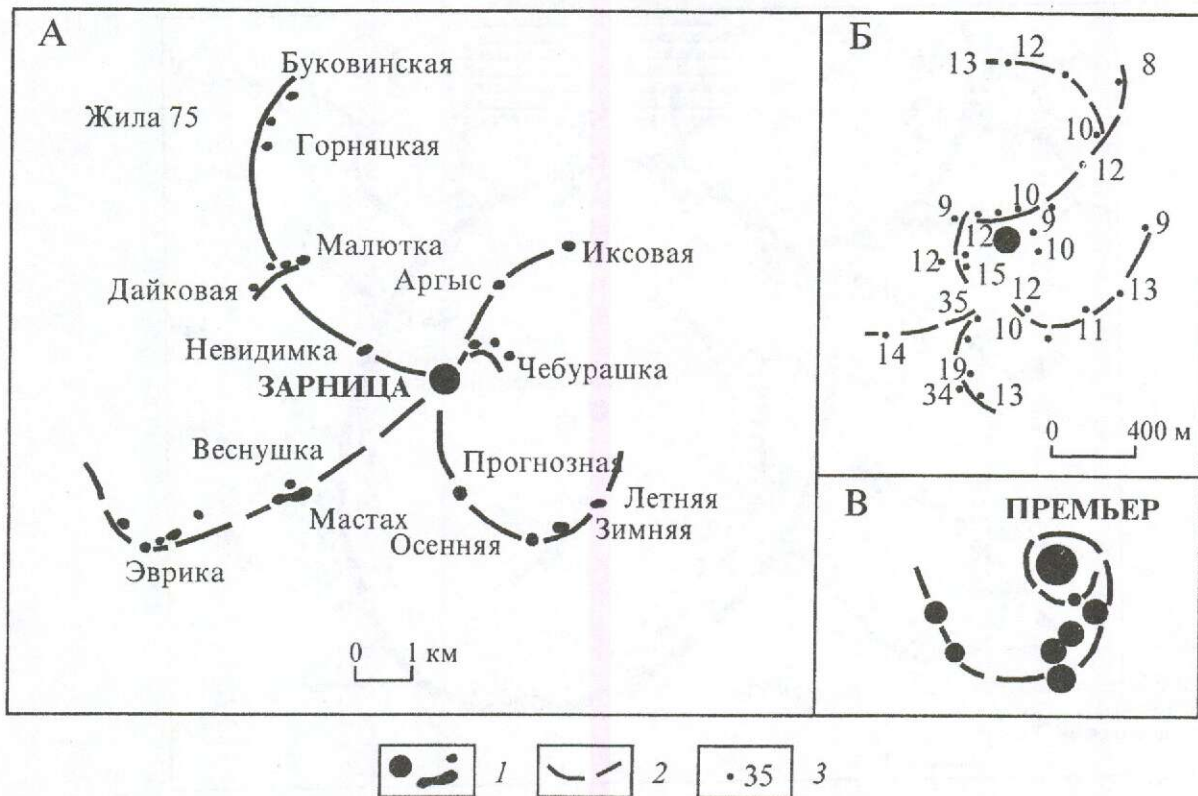 А
Буковинская
Жила 75
Горняцкая
Малютка
Иксовая
Аргыс
Дайковая
Невидимка
ЗАРНИЦА
Чебурашка
Веснушка
Прогнозная
Летняя
Мастах
Зимняя
Осенняя
Эврика
0 1 км
Б
13 12
8
10
12
9 10
9
12
10
9
12
15
13
35 12
10
11
14
19
34 13
0 400 м
В
ПРЕМЬЕР
1
2
35 3